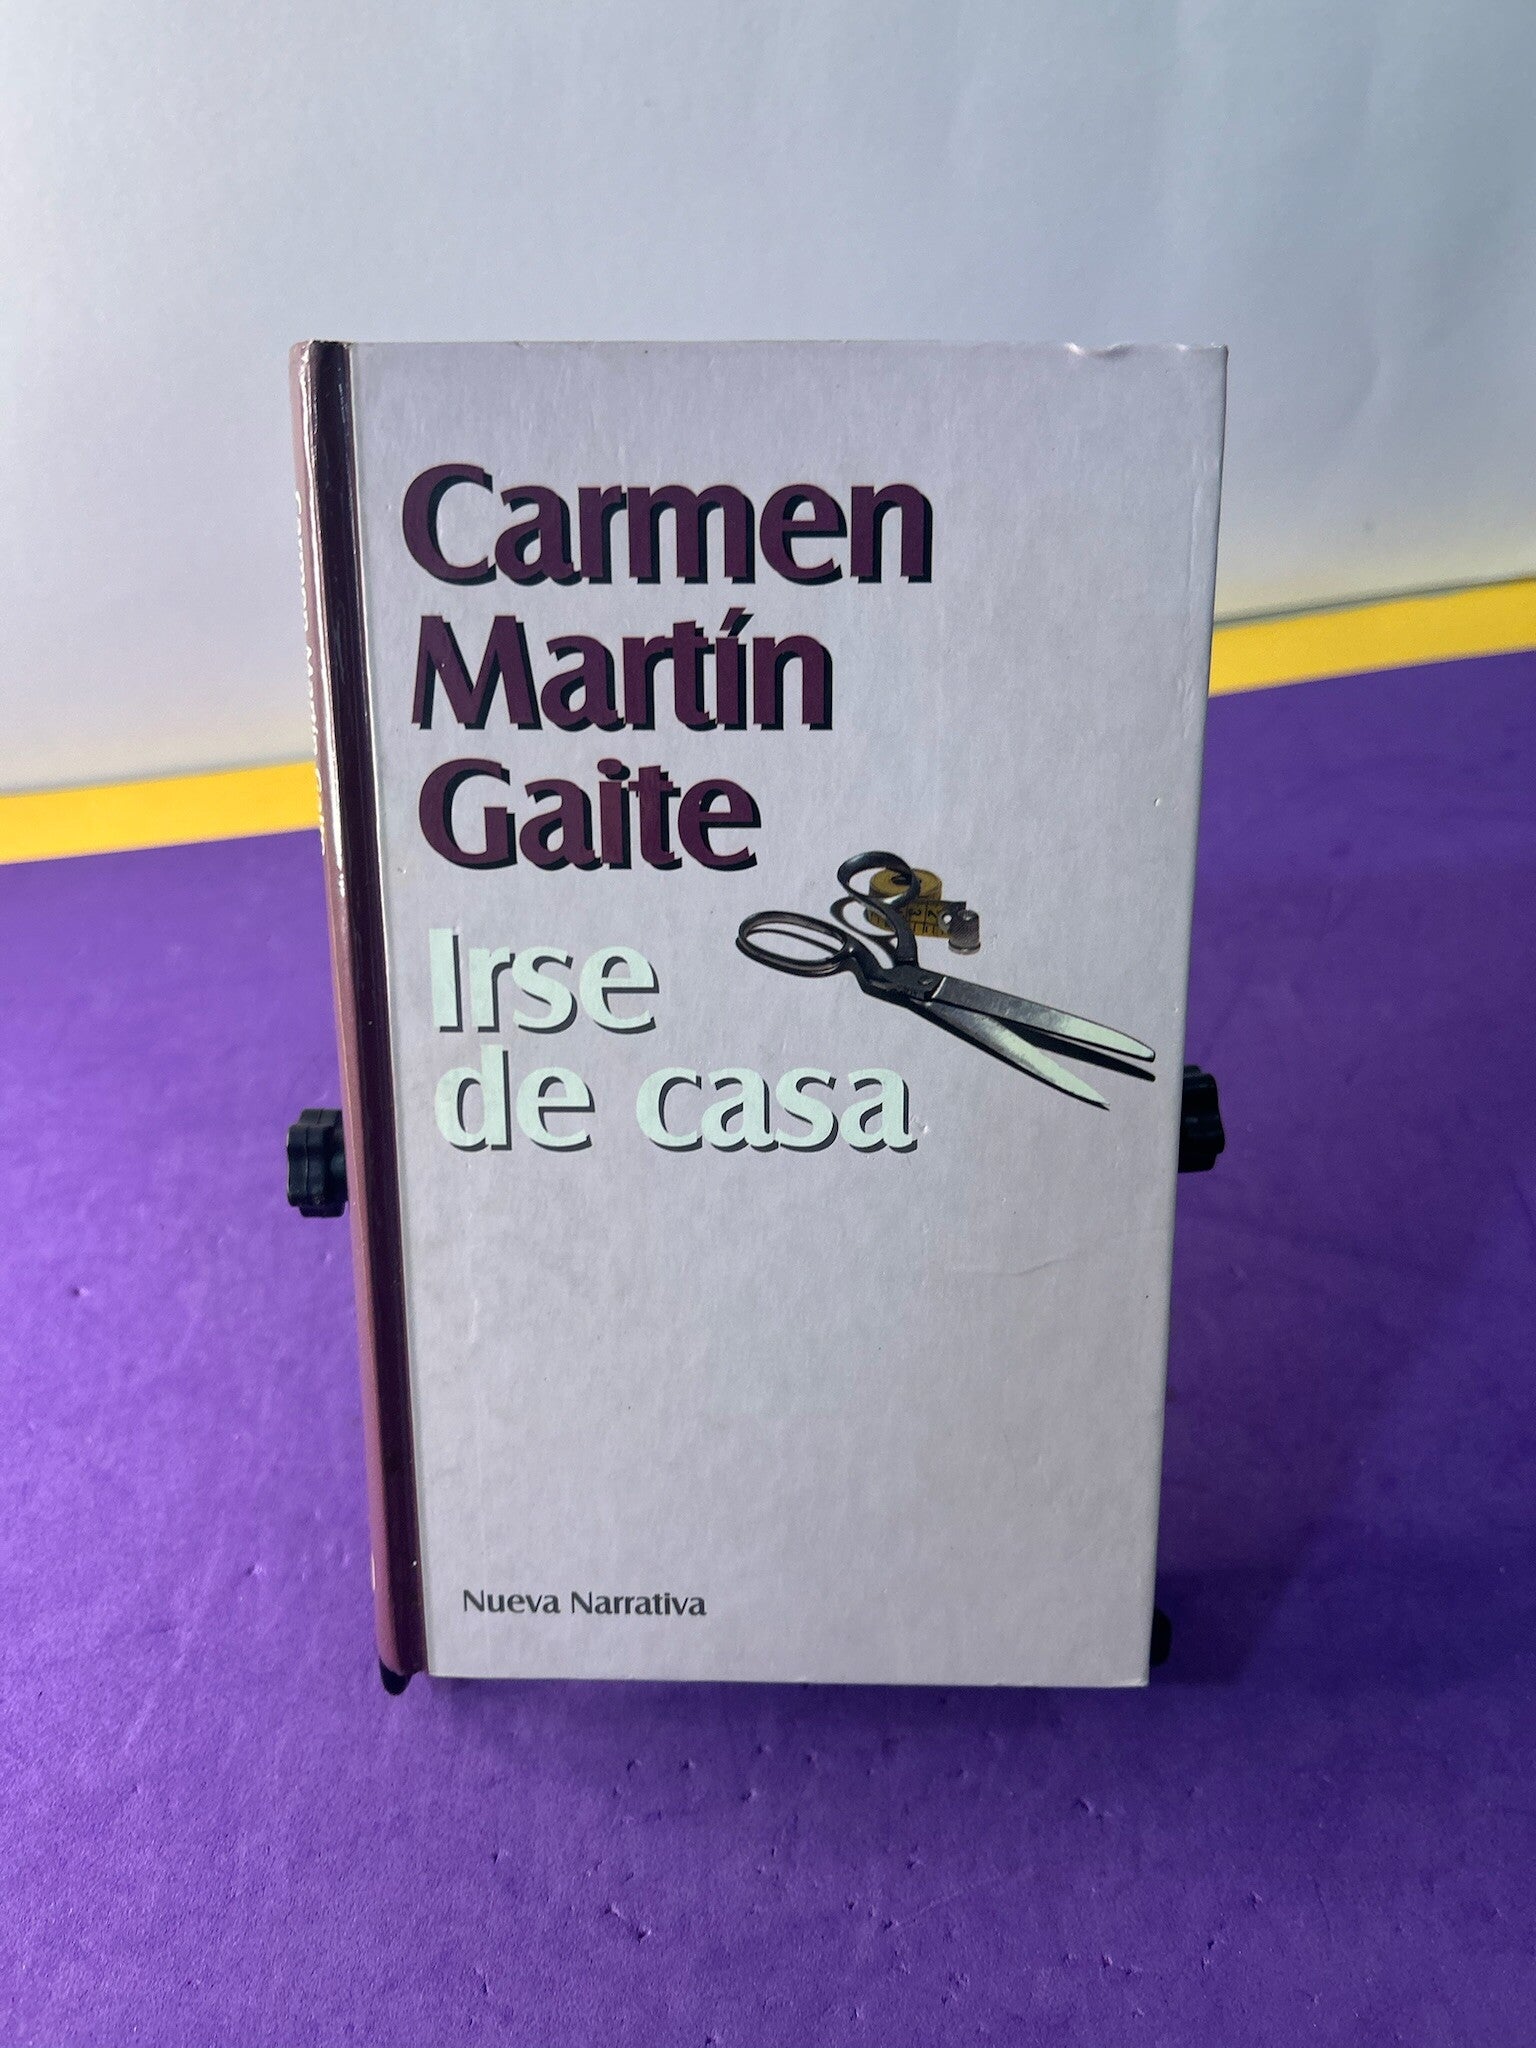 Carmen
Martín
Gaite
Irse
de casa
Nueva Narrativa